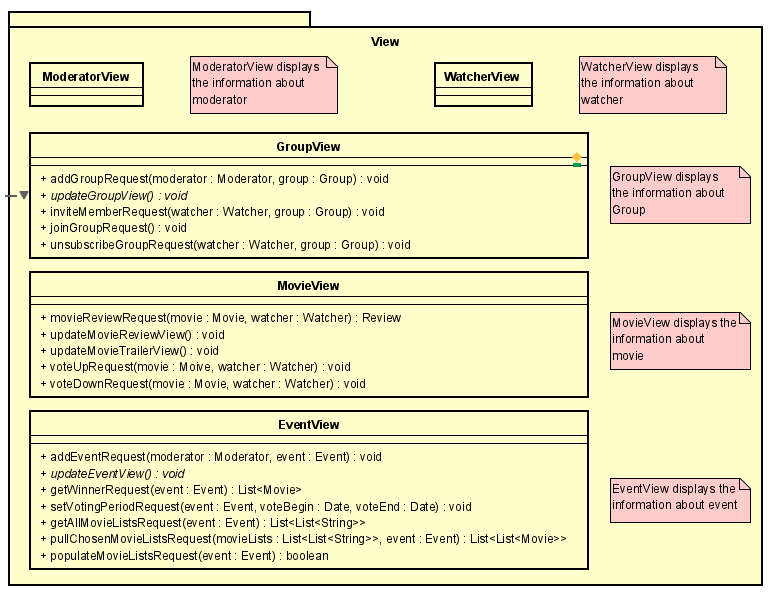 View
ModeratorView
ModeratorView displays
the information about
moderator
WatcherView
WatcherView displays
the information about
watcher
GroupView
+ addGroupRequest(moderator : Moderator, group : Group) : void
+ updateGroupView() : void
+ inviteMemberRequest(watcher : Watcher, group : Group) : void
+ joinGroupRequest() : void
+ unsubscribeGroupRequest(watcher : Watcher, group : Group) : void
GroupView displays
the information about
Group
MovieView
+ movieReviewRequest(movie : Movie, watcher : Watcher) : Review
+ updateMovieReviewView() : void
+ updateMovieTrailerView() : void
+ voteUpRequest(movie : Moive, watcher : Watcher) : void
+ voteDownRequest(movie : Movie, watcher : Watcher) : void
MovieView displays the
information about
movie
EventView
+ addEventRequest(moderator : Moderator, event : Event) : void
+ updateEventView() : void
+ getWinnerRequest(event : Event) : List<Movie>
+ setVotingPeriodRequest(event : Event, voteBegin : Date, voteEnd : Date) : void
+ getAllMovieListsRequest(event : Event) : List<List<String>>
+ pullChosenMovieListsRequest(movieLists : List<List<String>>, event : Event) : List<List<Movie>>
+ populateMovieListsRequest(event : Event) : boolean
EventView displays the
information about event